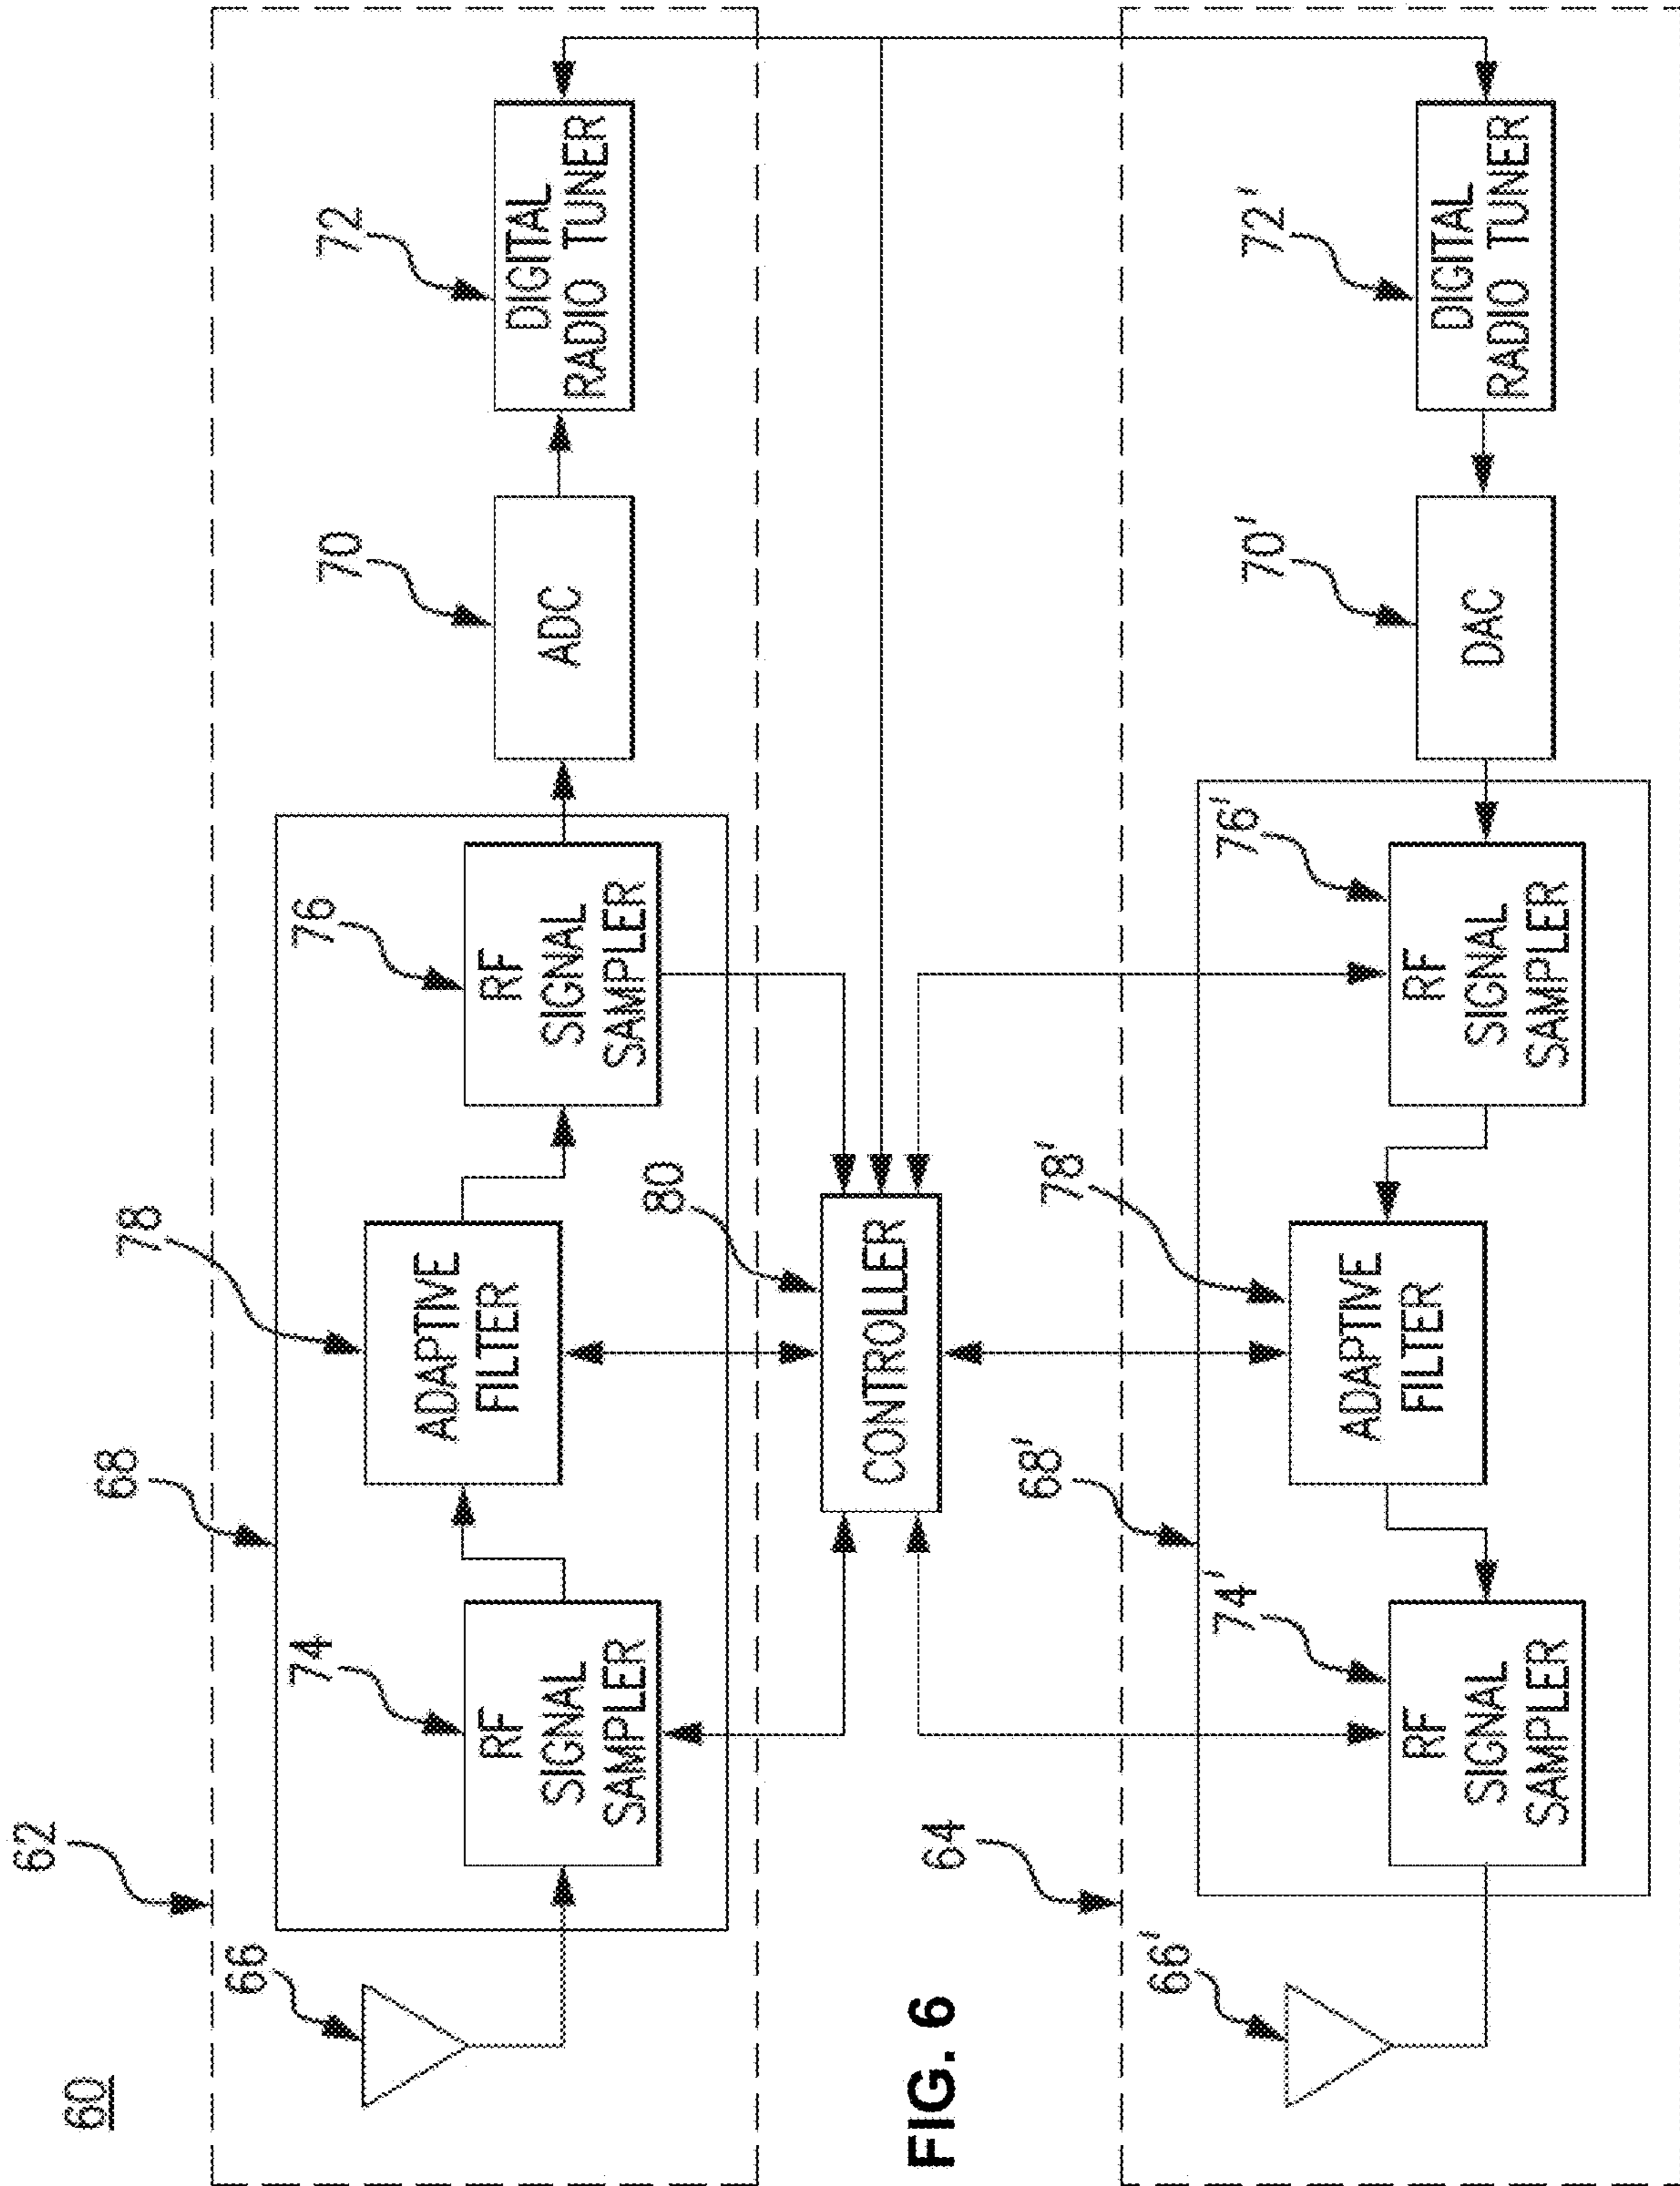 60
62
66
68
74
RF
SIGNAL
SAMPLER
78
ADAPTIVE
FILTER
76
RF
SIGNAL
SAMPLER
70
ADC
72
DIGITAL
RADIO TUNER
80
CONTROLLER
FIG. 6
64
66'
68'
74'
RF
SIGNAL
SAMPLER
78'
ADAPTIVE
FILTER
76'
RF
SIGNAL
SAMPLER
70'
DAC
72'
DIGITAL
RADIO TUNER